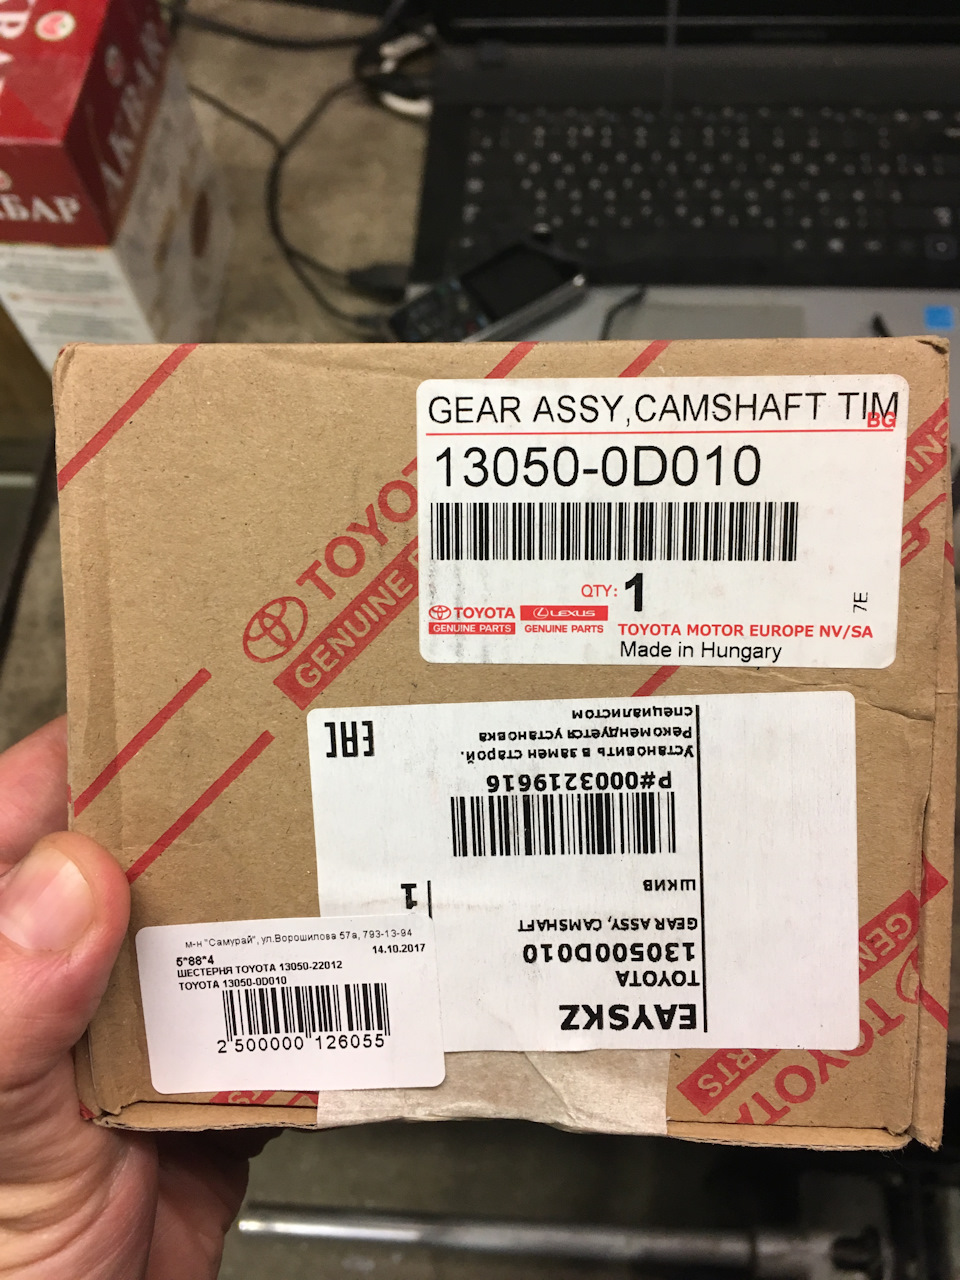 АКБАР
GEAR ASSY,CAMSHAFT TIM
BG
13050-0D010
QTY: 1
7E
TOYOTA
GENUINE PARTS
LEXUS
GENUINE PARTS
TOYOTA MOTOR EUROPE NV/SA
Made in Hungary
TOYOTA
GENUINE
EAYSKZ
TOYOTA
130500D010
GEAR ASSY, CAMSHAFT
1
ШКИВ
P#0003219616
Установить в замен старой.
Рекомендуется установка
специалистом
EAC
м-н "Самурай", ул.Ворошилова 57а, 793-13-94
5*88*4
14.10.2017
ШЕСТЕРНЯ TOYOTA 13050-22012
TOYOTA 13050-0D010
2 500000 126055
TOYOTA
PARTS